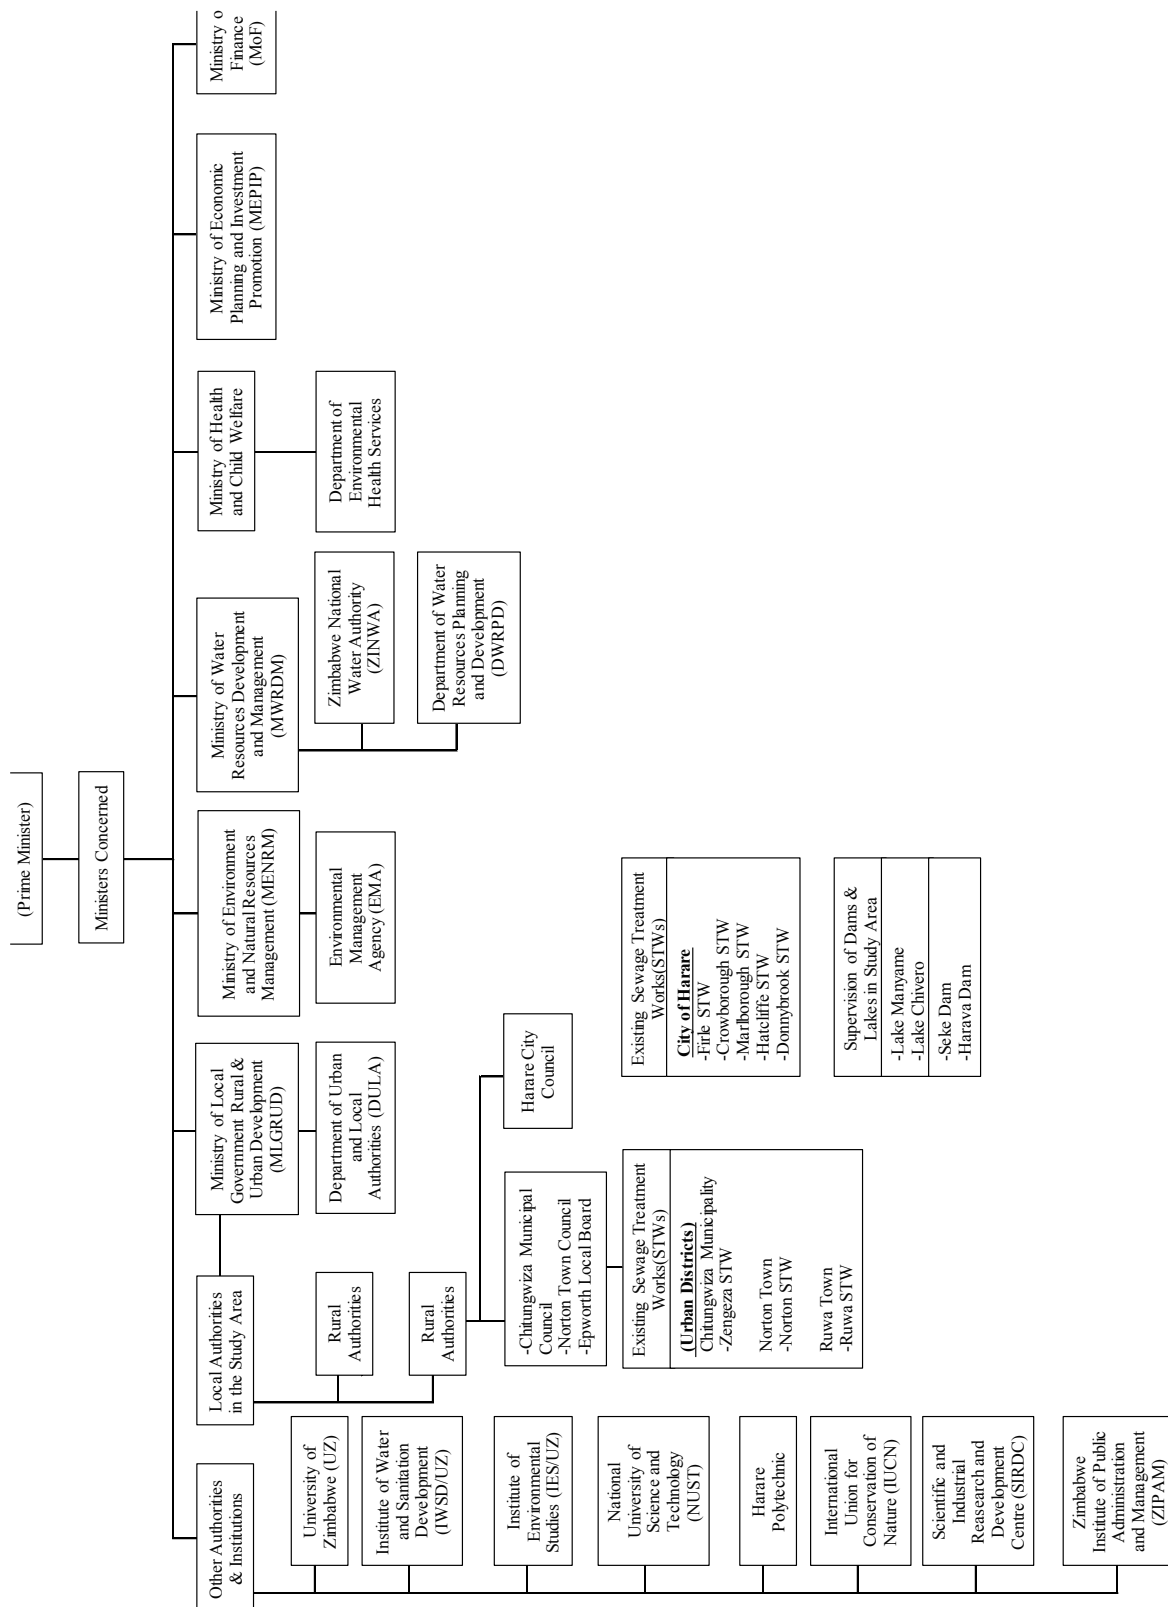 (Prime Minister)
Ministers Concerned
Other Authorities
& Institutions
University of
Zimbabwe (UZ)
Institute of Water
and Sanitation
Development
(IWSD/UZ)
Institute of
Environmental
Studies (IES/UZ)
National
University of
Science and
Technology
(NUST)
Harare
Polytechnic
International
Union for
Conservation of
Nature (IUCN)
Scientific and
Industrial
Reasearch and
Development
Centre (SIRDC)
Zimbabwe
Institute of Public
Administration
and Management
(ZIPAM)
Local Authorities
in the Study Area
Rural
Authorities
Rural
Authorities
-Chitungwiza Municipal
Council
-Norton Town Council
-Epworth Local Board
Harare City
Council
Existing Sewage Treatment
Works(STWs)
(Urban Districts)
Chitungwiza Municipality
-Zengeza STW
Norton Town
-Norton STW
Ruwa Town
-Ruwa STW
Existing Sewage Treatment
Works(STWs)
City of Harare
-Firle STW
-Crowborough STW
-Marlborough STW
-Hatcliffe STW
-Donnybrook STW
Supervision of Dams &
Lakes in Study Area
-Lake Manyame
-Lake Chivero
-Seke Dam
-Harava Dam
Ministry of Local
Government Rural &
Urban Development
(MLGRUD)
Department of Urban
and Local
Authorities (DULA)
Ministry of Environment
and Natural Resources
Management (MENRM)
Environmental
Management
Agency (EMA)
Ministry of Water
Resources Development
and Management
(MWRDM)
Zimbabwe National
Water Authority
(ZINWA)
Department of Water
Resources Planning
and Development
(DWRPD)
Ministry of Health
and Child Welfare
Department of
Environmental
Health Services
Ministry of Economic
Planning and Investment
Promotion (MEPIP)
Ministry o
Finance
(MoF)